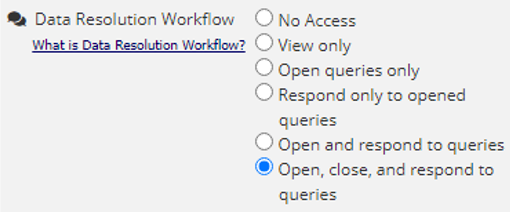 Data Resolution Workflow
What is Data Resolution Workflow?
No Access
View only
Open queries only
Respond only to opened
queries
Open and respond to queries
Open, close, and respond to
queries